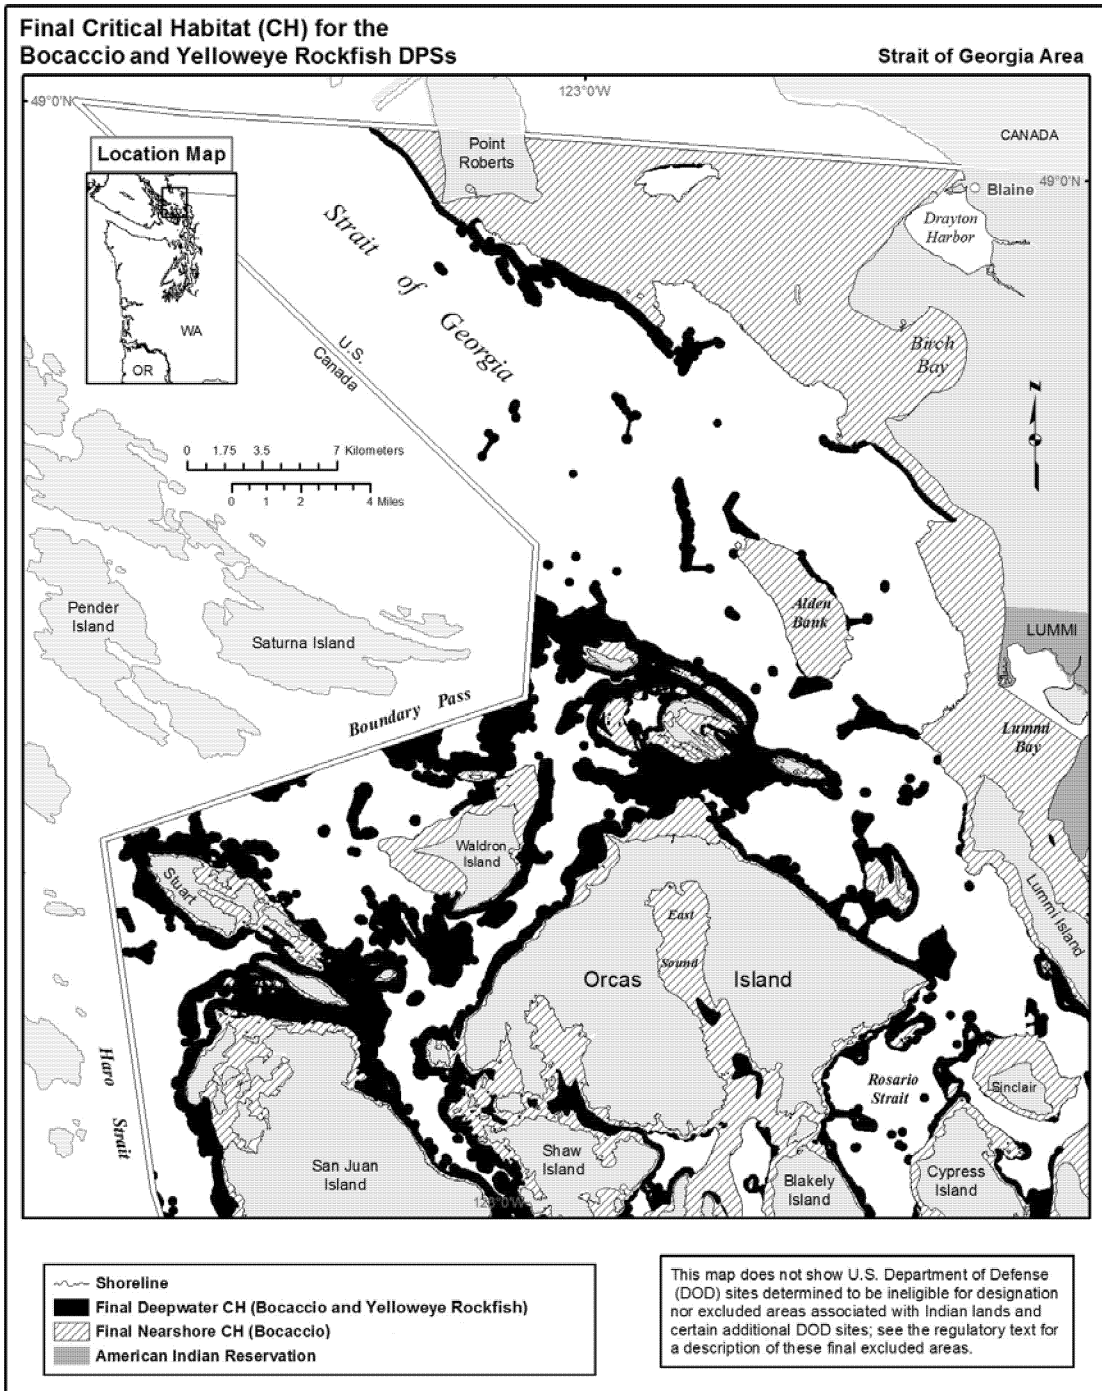 Final Critical Habitat (CH) for the
Bocaccio and Yelloweye Rockfish DPSs
Strait of Georgia Area
49°0'N
123°0'W
CANADA
Point
Roberts
Location Map
49°0'N
Blaine
Drayton
Harbor
Strait of Georgia
WA
OR
U.S.
Canada
Birch
Bay
N
0 1.75 3.5 7 Kilometers
0 1 2 4 Miles
Pender
Island
Saturna Island
Alden
Bank
LUMMI
Boundary Pass
Lummi
Bay
Waldron
Island
Stuart
Lummi Island
East
Sound
Orcas Island
Haro Strait
Rosario
Strait
Sinclair
San Juan
Island
Shaw
Island
Blakely
Island
Cypress
Island
123°0'W
Shoreline
Final Deepwater CH (Bocaccio and Yelloweye Rockfish)
Final Nearshore CH (Bocaccio)
American Indian Reservation
This map does not show U.S. Department of Defense
(DOD) sites determined to be ineligible for designation
nor excluded areas associated with Indian lands and
certain additional DOD sites; see the regulatory text for
a description of these final excluded areas.